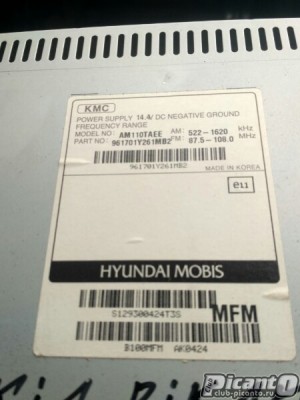 KMC
POWER SUPPLY 14.4V DC NEGATIVE GROUND
FREQUENCY RANGE AM: 522-1620 kHz
MODEL NO: AM110TAEE FM: 87.5-108.0 MHz
PART NO: 961701Y261MB2
961701Y261MB2
MADE IN KOREA
e11
HYUNDAI MOBIS
S129300424T3S
MFM
B100MFM AK0424
Picanto
club-picanto.ru